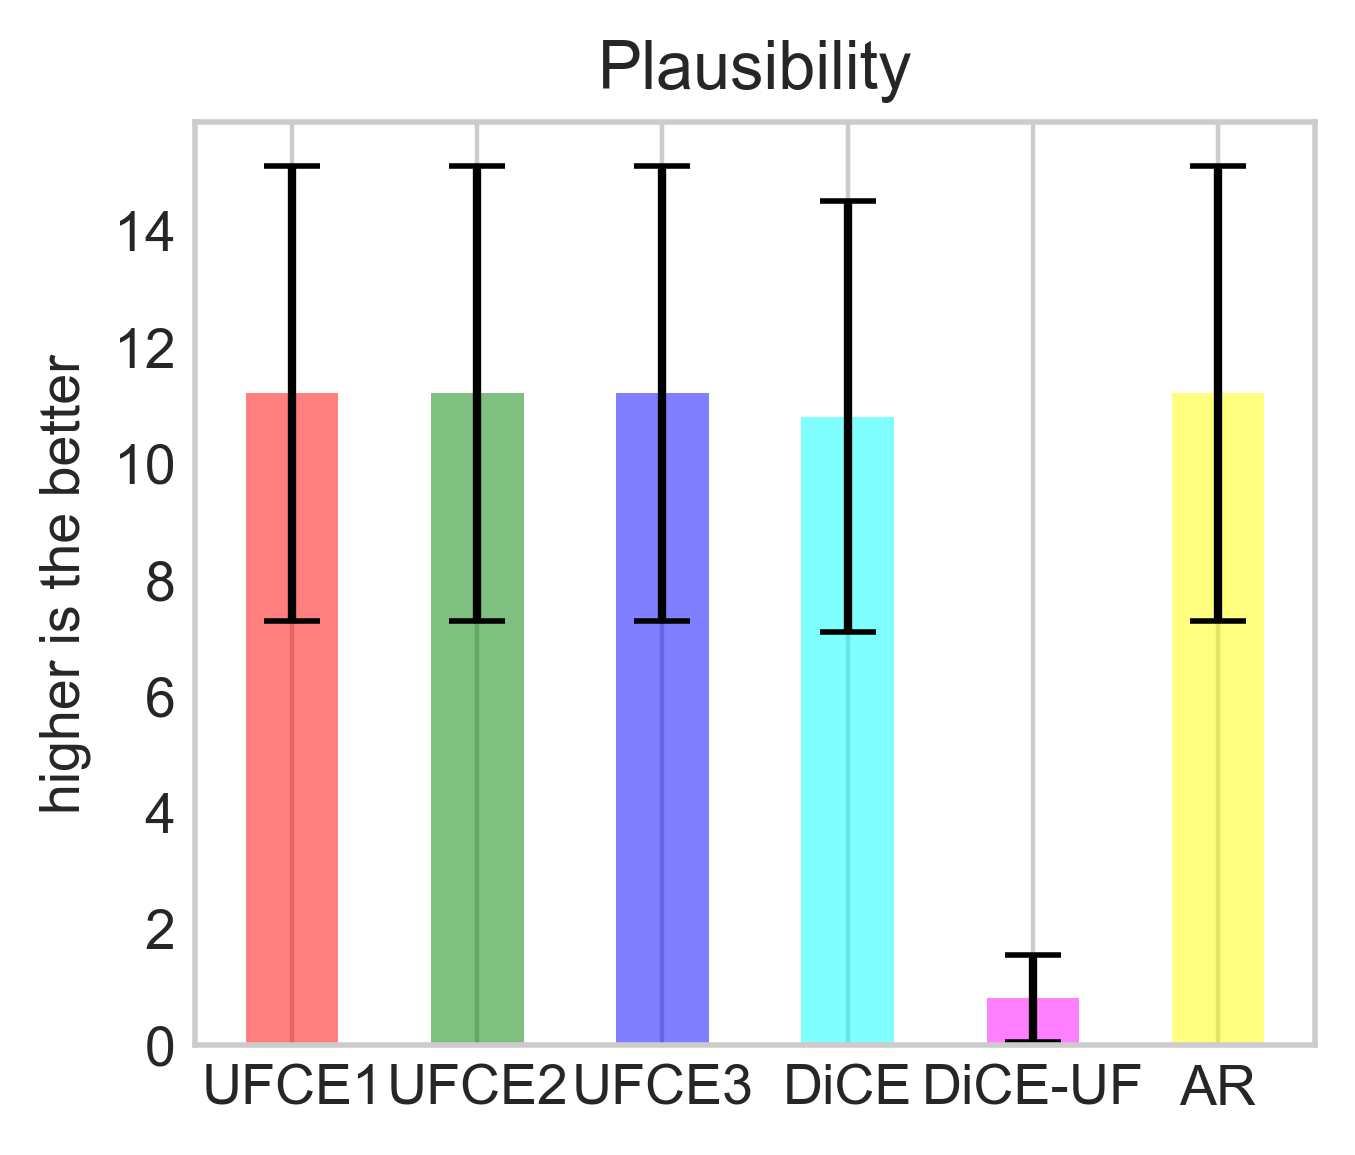 Plausibility
higher is the better
14
12
10
8
6
4
2
0
UFCE1 UFCE2 UFCE3 DiCE DiCE-UF AR